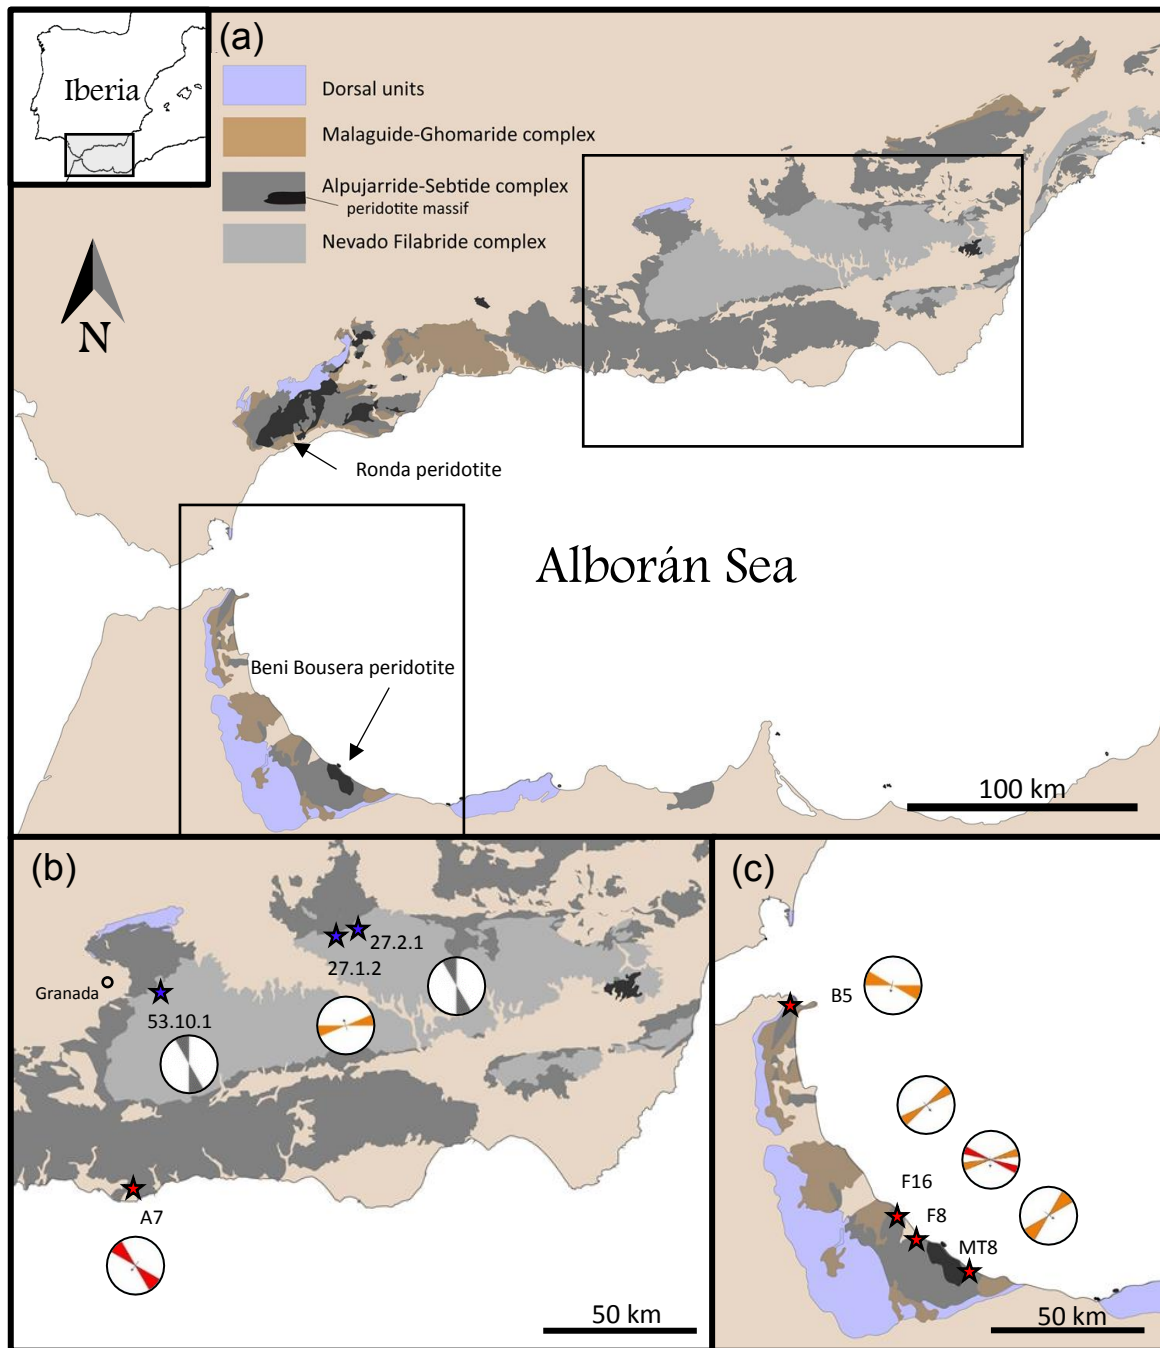 (a)
Iberia
Dorsal units
Malaguide-Ghomaride complex
Alpujarride-Sebtide complex
peridotite massif
Nevado Filabride complex
N
Ronda peridotite
Alborán Sea
Beni Bousera peridotite
100 km
(b)
27.2.1
27.1.2
Granada
53.10.1
A7
50 km
(c)
B5
F16
F8
MT8
50 km